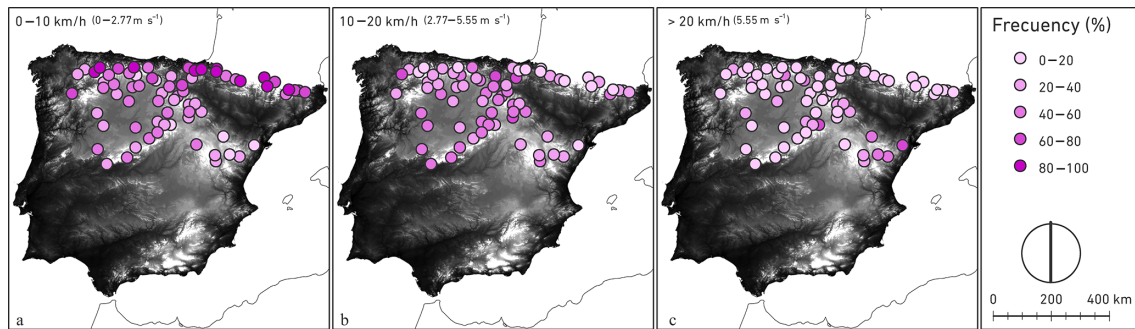 0–10 km/h (0–2.77 m s⁻¹)
a
10–20 km/h (2.77–5.55 m s⁻¹)
b
> 20 km/h (5.55 m s⁻¹)
c
Frecuency (%)
0–20
20–40
40–60
60–80
80–100
0 200 400 km